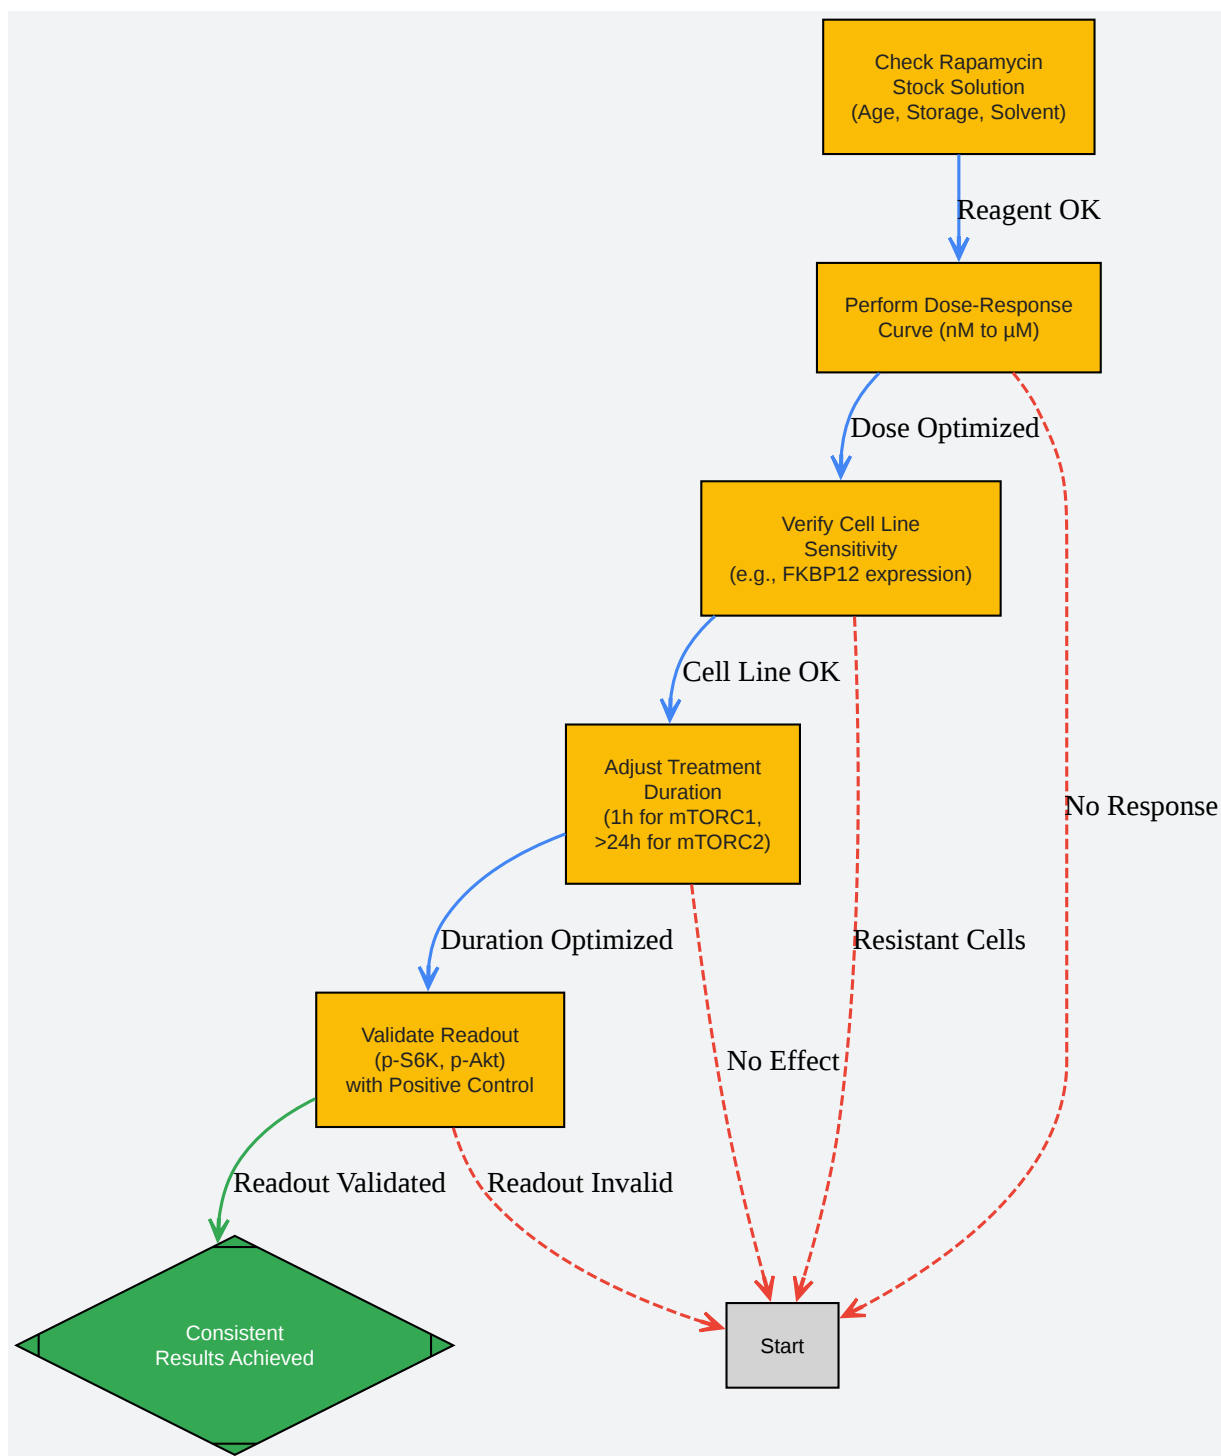 Check Rapamycin
Stock Solution
(Age, Storage, Solvent)
Reagent OK
Perform Dose-Response
Curve (nM to µM)
Dose Optimized
Verify Cell Line
Sensitivity
(e.g., FKBP12 expression)
Cell Line OK
Adjust Treatment
Duration
(1h for mTORC1,
>24h for mTORC2)
No Response
Duration Optimized
Resistant Cells
Validate Readout
(p-S6K, p-Akt)
with Positive Control
No Effect
Readout Validated
Readout Invalid
Consistent
Results Achieved
Start